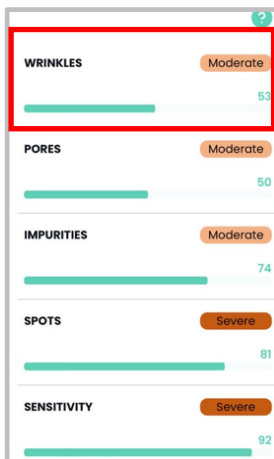 ?
WRINKLES Moderate
53
PORES Moderate
50
IMPURITIES Moderate
74
SPOTS Severe
81
SENSITIVITY Severe
92